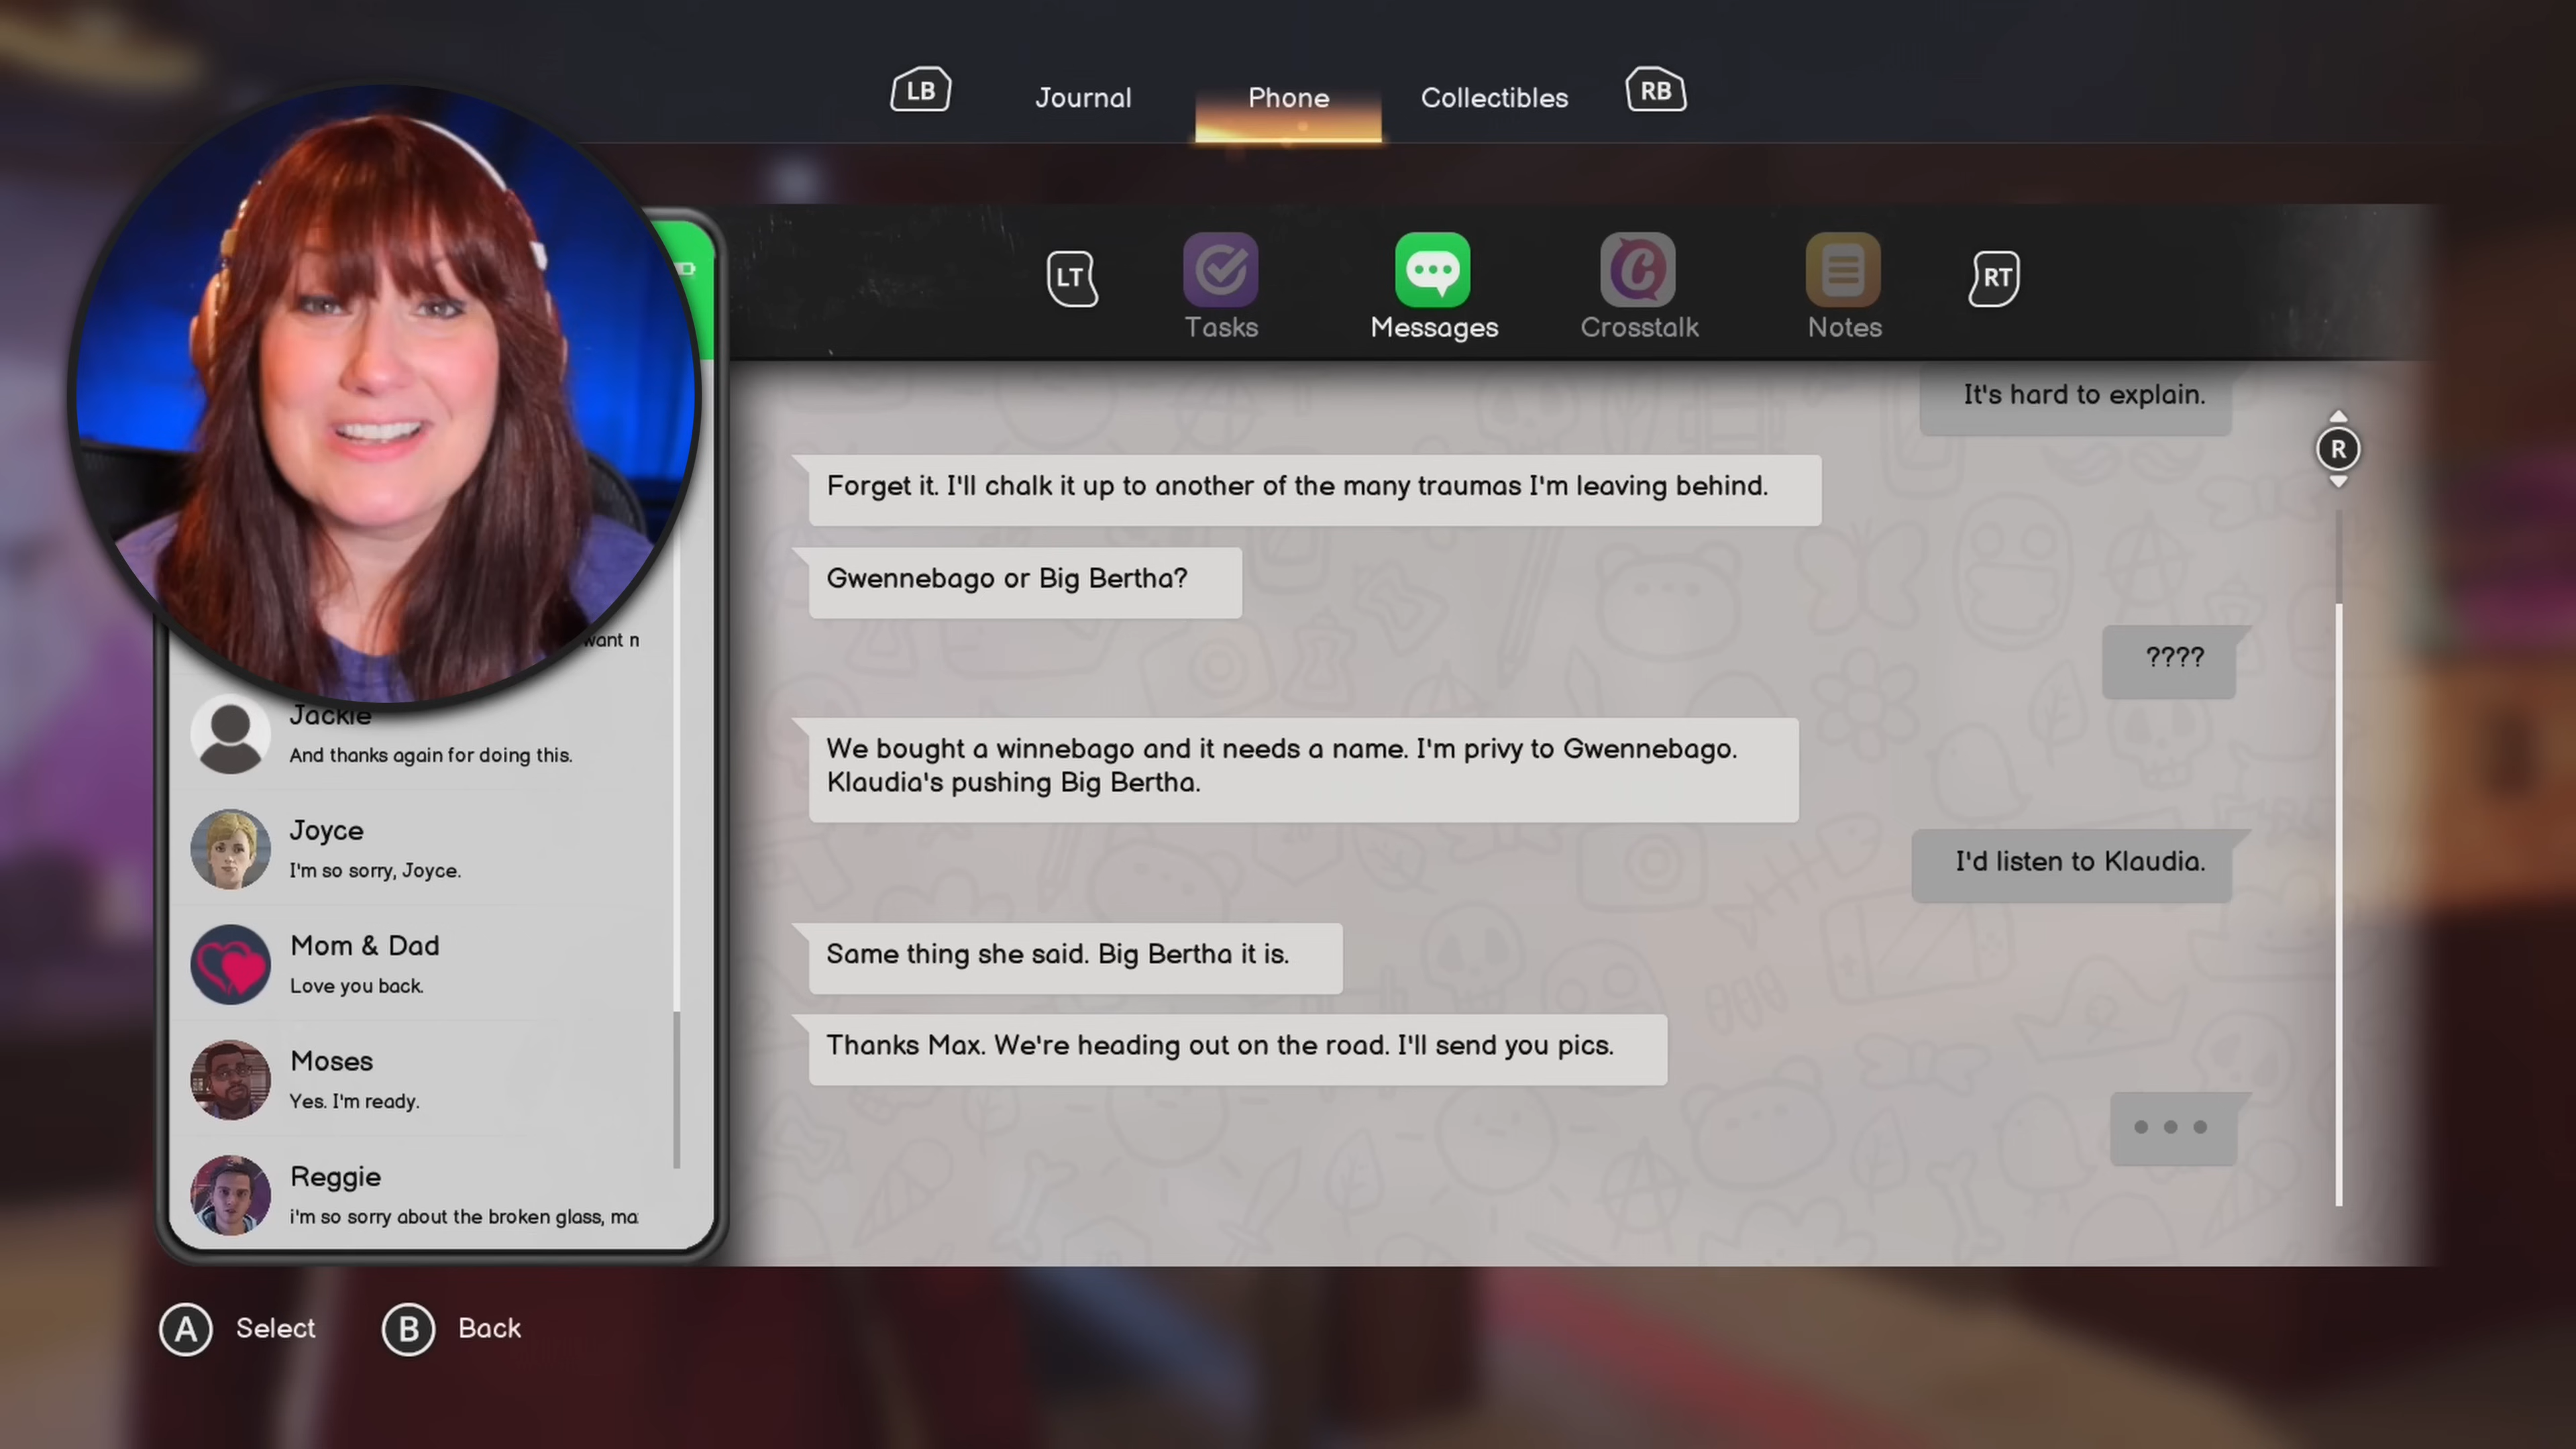 LB
Journal
Phone
Collectibles
RB
LT
Tasks
Messages
Crosstalk
Notes
RT
It's hard to explain.
R
Forget it. I'll chalk it up to another of the many traumas I'm leaving behind.
Gwennebago or Big Bertha?
????
We bought a winnebago and it needs a name. I'm privy to Gwennebago.
Klaudia's pushing Big Bertha.
I'd listen to Klaudia.
Same thing she said. Big Bertha it is.
Thanks Max. We're heading out on the road. I'll send you pics.
want
Jackie
And thanks again for doing this.
Joyce
I'm so sorry, Joyce.
Mom & Dad
Love you back.
Moses
Yes. I'm ready.
Reggie
i'm so sorry about the broken glass, ma
A Select
B Back